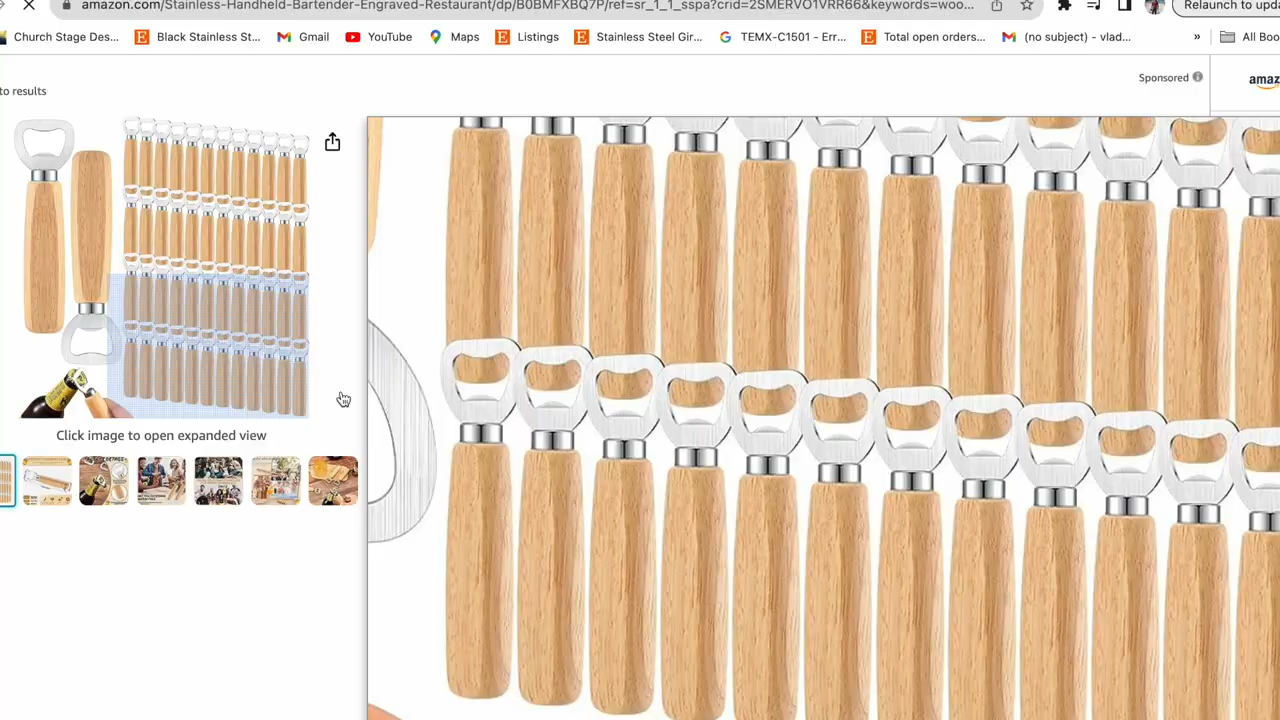 amazon.com/Stainless-Handheld-Bartender-Engraved-Restaurant/dp/B0BMFXBQ7P/ref=sr_1_1_sspa?crid=2SMERVO1VRR66&keywords=woo...
Relaunch to upda
Church Stage Des...
Black Stainless St...
Gmail
YouTube
Maps
Listings
Stainless Steel Gir...
TEMX-C1501 - Err...
Total open orders...
(no subject) - vlad...
»
All Boo
Sponsored
to results
amaz
Click image to open expanded view